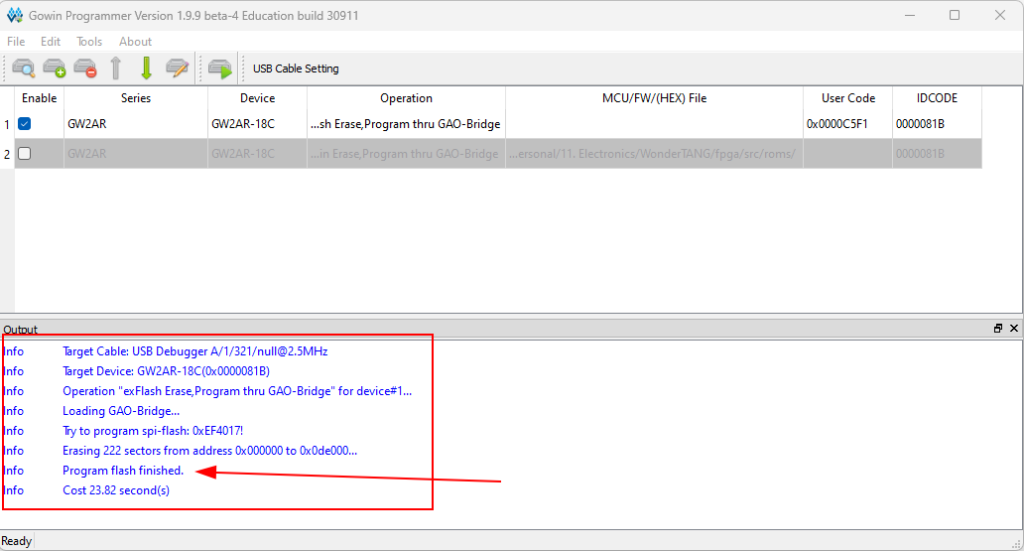 Gowin Programmer Version 1.9.9 beta-4 Education build 30911
File Edit Tools About
USB Cable Setting
Enable Series Device Operation MCU/FW/(HEX) File User Code IDCODE
1 GW2AR GW2AR-18C ...sh Erase,Program thru GAO-Bridge 0x0000C5F1 0000081B
2 GW2AR GW2AR-18C ...in Erase,Program thru GAO-Bridge ...ersonal/11. Electronics/WonderTANG/fpga/src/roms/ 0000081B
Output
Info Target Cable: USB Debugger A/1/321/null@2.5MHz
Info Target Device: GW2AR-18C(0x0000081B)
Info Operation "exFlash Erase,Program thru GAO-Bridge" for device#1...
Info Loading GAO-Bridge...
Info Try to program spi-flash: 0xEF4017!
Info Erasing 222 sectors from address 0x000000 to 0x0de000...
Info Program flash finished.
Info Cost 23.82 second(s)
Ready